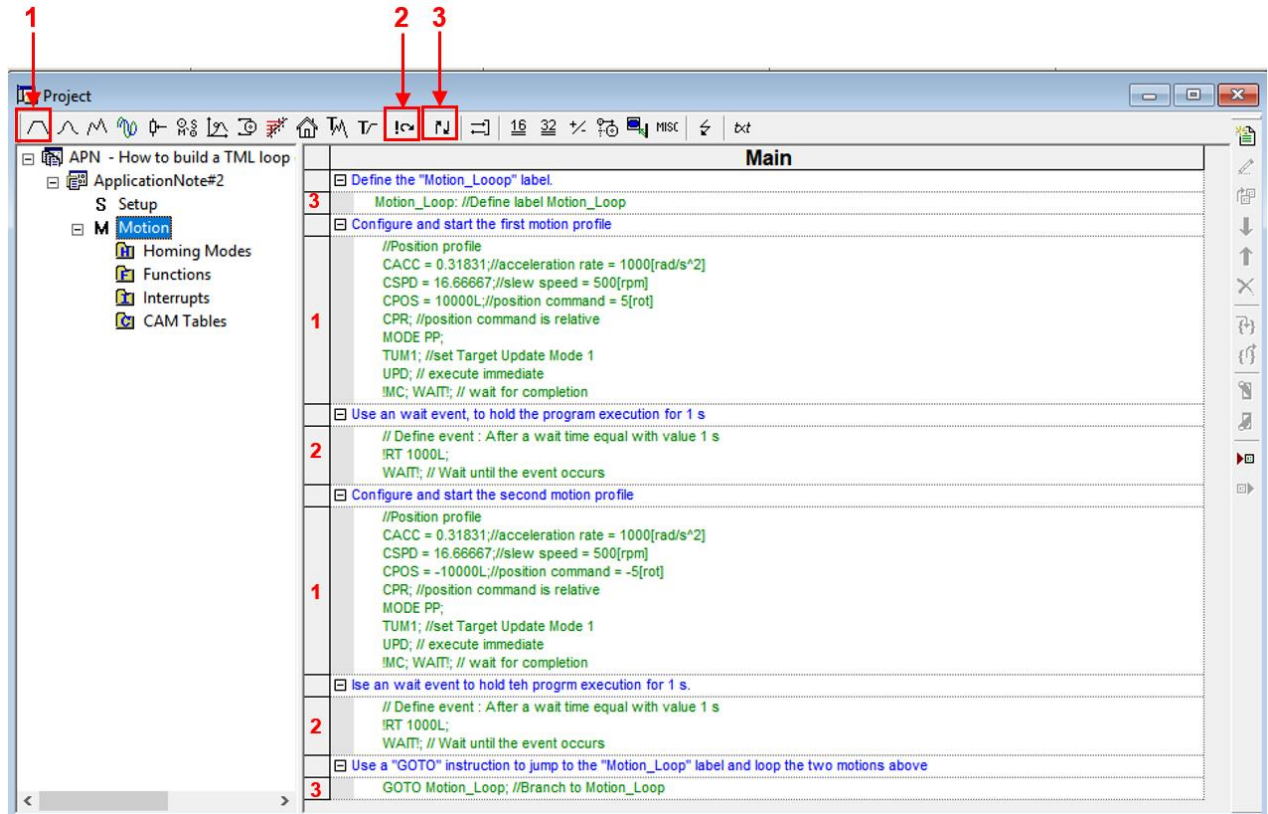 1 2 3
Project
16 32 +/- MISC txt
APN - How to build a TML loop
ApplicationNote#2
S Setup
M Motion
H Homing Modes
F Functions
I Interrupts
C CAM Tables
Main
Define the "Motion_Looop" label.
3 Motion_Loop: //Define label Motion_Loop
Configure and start the first motion profile
//Position profile
CACC = 0.31831;//acceleration rate = 1000[rad/s^2]
CSPD = 16.66667;//slew speed = 500[rpm]
CPOS = 10000L;//position command = 5[rot]
1 CPR; //position command is relative
MODE PP;
TUM1; //set Target Update Mode 1
UPD; // execute immediate
!MC; WAIT!; // wait for completion
Use an wait event, to hold the program execution for 1 s
// Define event : After a wait time equal with value 1 s
2 !RT 1000L;
WAIT!; // Wait until the event occurs
Configure and start the second motion profile
//Position profile
CACC = 0.31831;//acceleration rate = 1000[rad/s^2]
CSPD = 16.66667;//slew speed = 500[rpm]
CPOS = -10000L;//position command = -5[rot]
1 CPR; //position command is relative
MODE PP;
TUM1; //set Target Update Mode 1
UPD; // execute immediate
!MC; WAIT!; // wait for completion
Ise an wait event to hold teh progrm execution for 1 s.
// Define event : After a wait time equal with value 1 s
2 !RT 1000L;
WAIT!; // Wait until the event occurs
Use a "GOTO" instruction to jump to the "Motion_Loop" label and loop the two motions above
3 GOTO Motion_Loop; //Branch to Motion_Loop